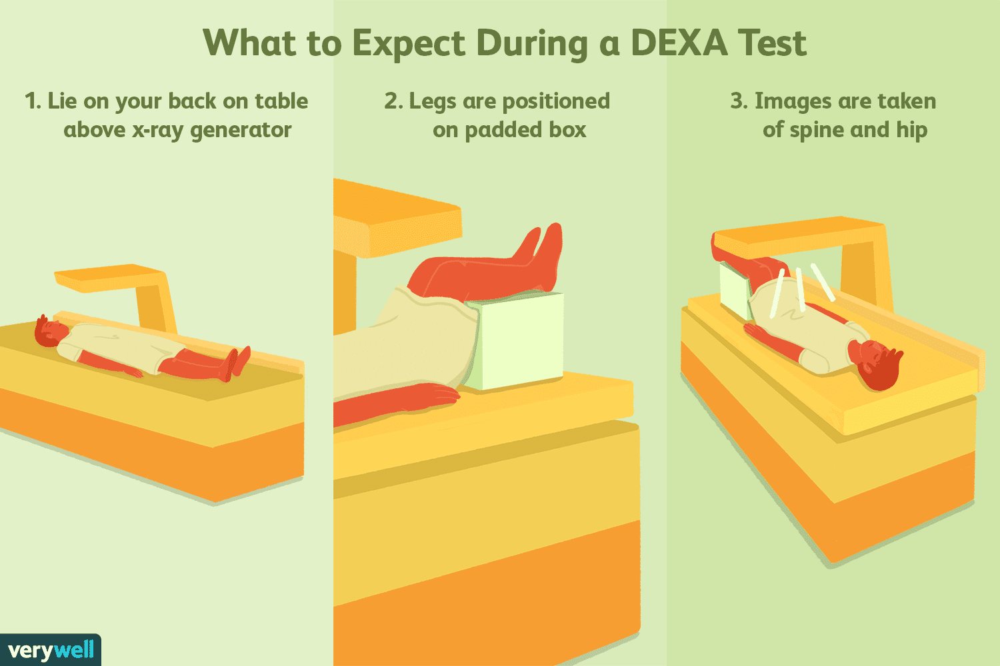 What to Expect During a DEXA Test
1. Lie on your back on table
above x-ray generator
2. Legs are positioned
on padded box
3. Images are taken
of spine and hip
verywell